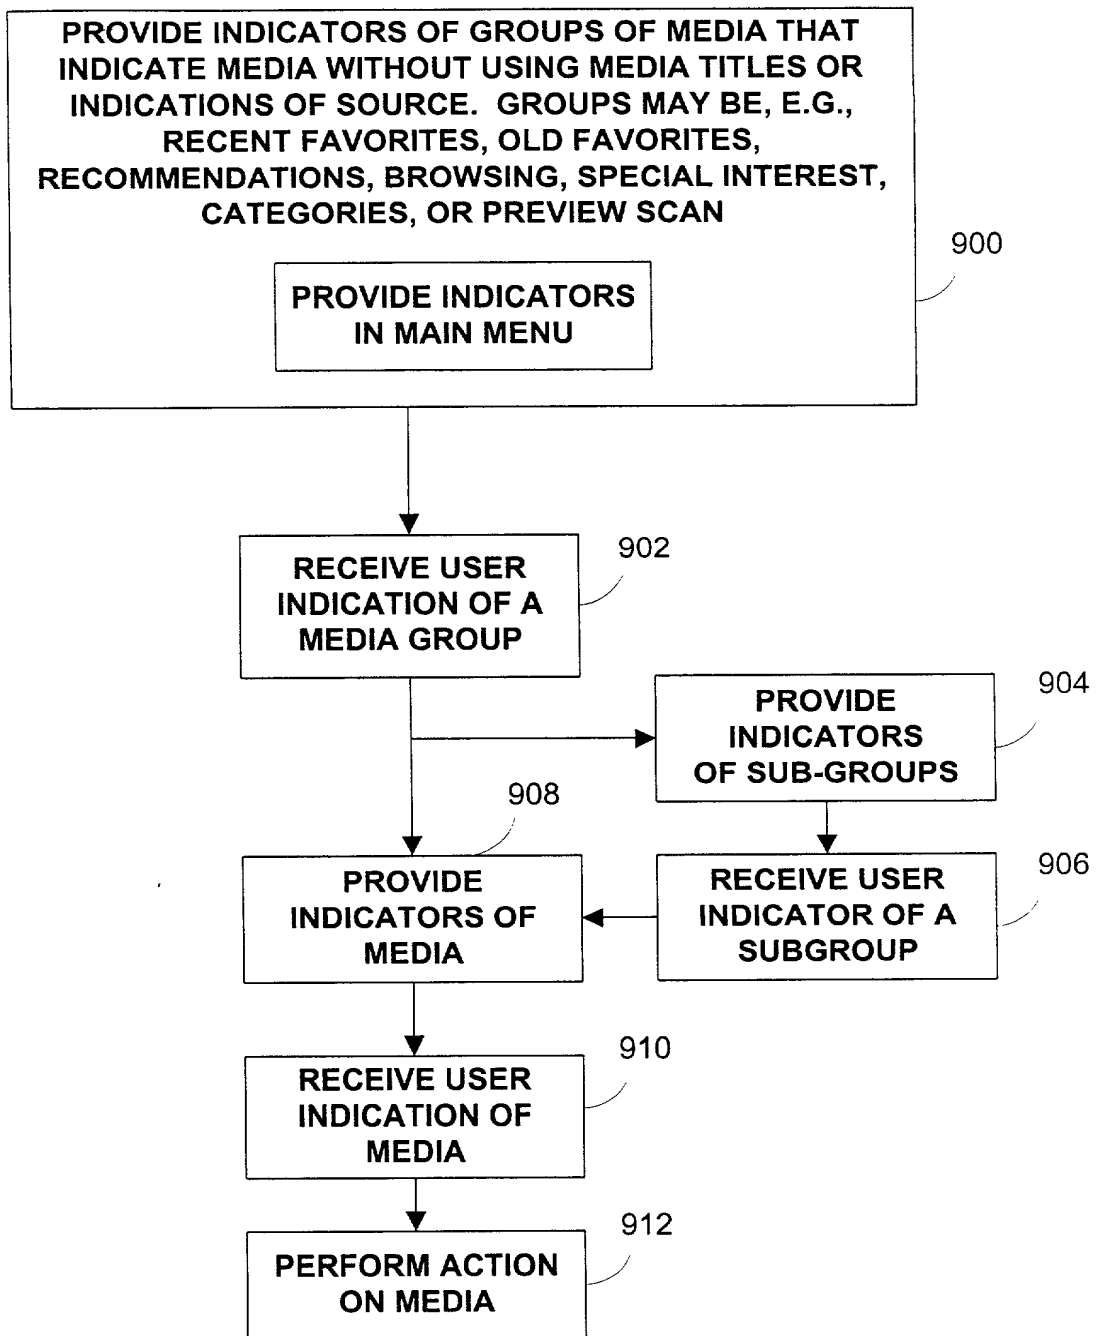 PROVIDE INDICATORS OF GROUPS OF MEDIA THAT
INDICATE MEDIA WITHOUT USING MEDIA TITLES OR
INDICATIONS OF SOURCE. GROUPS MAY BE, E.G.,
RECENT FAVORITES, OLD FAVORITES,
RECOMMENDATIONS, BROWSING, SPECIAL INTEREST,
CATEGORIES, OR PREVIEW SCAN
900
PROVIDE INDICATORS
IN MAIN MENU
902
RECEIVE USER
INDICATION OF A
MEDIA GROUP
904
PROVIDE
INDICATORS
OF SUB-GROUPS
908
PROVIDE
INDICATORS OF
MEDIA
906
RECEIVE USER
INDICATOR OF A
SUBGROUP
910
RECEIVE USER
INDICATION OF
MEDIA
912
PERFORM ACTION
ON MEDIA